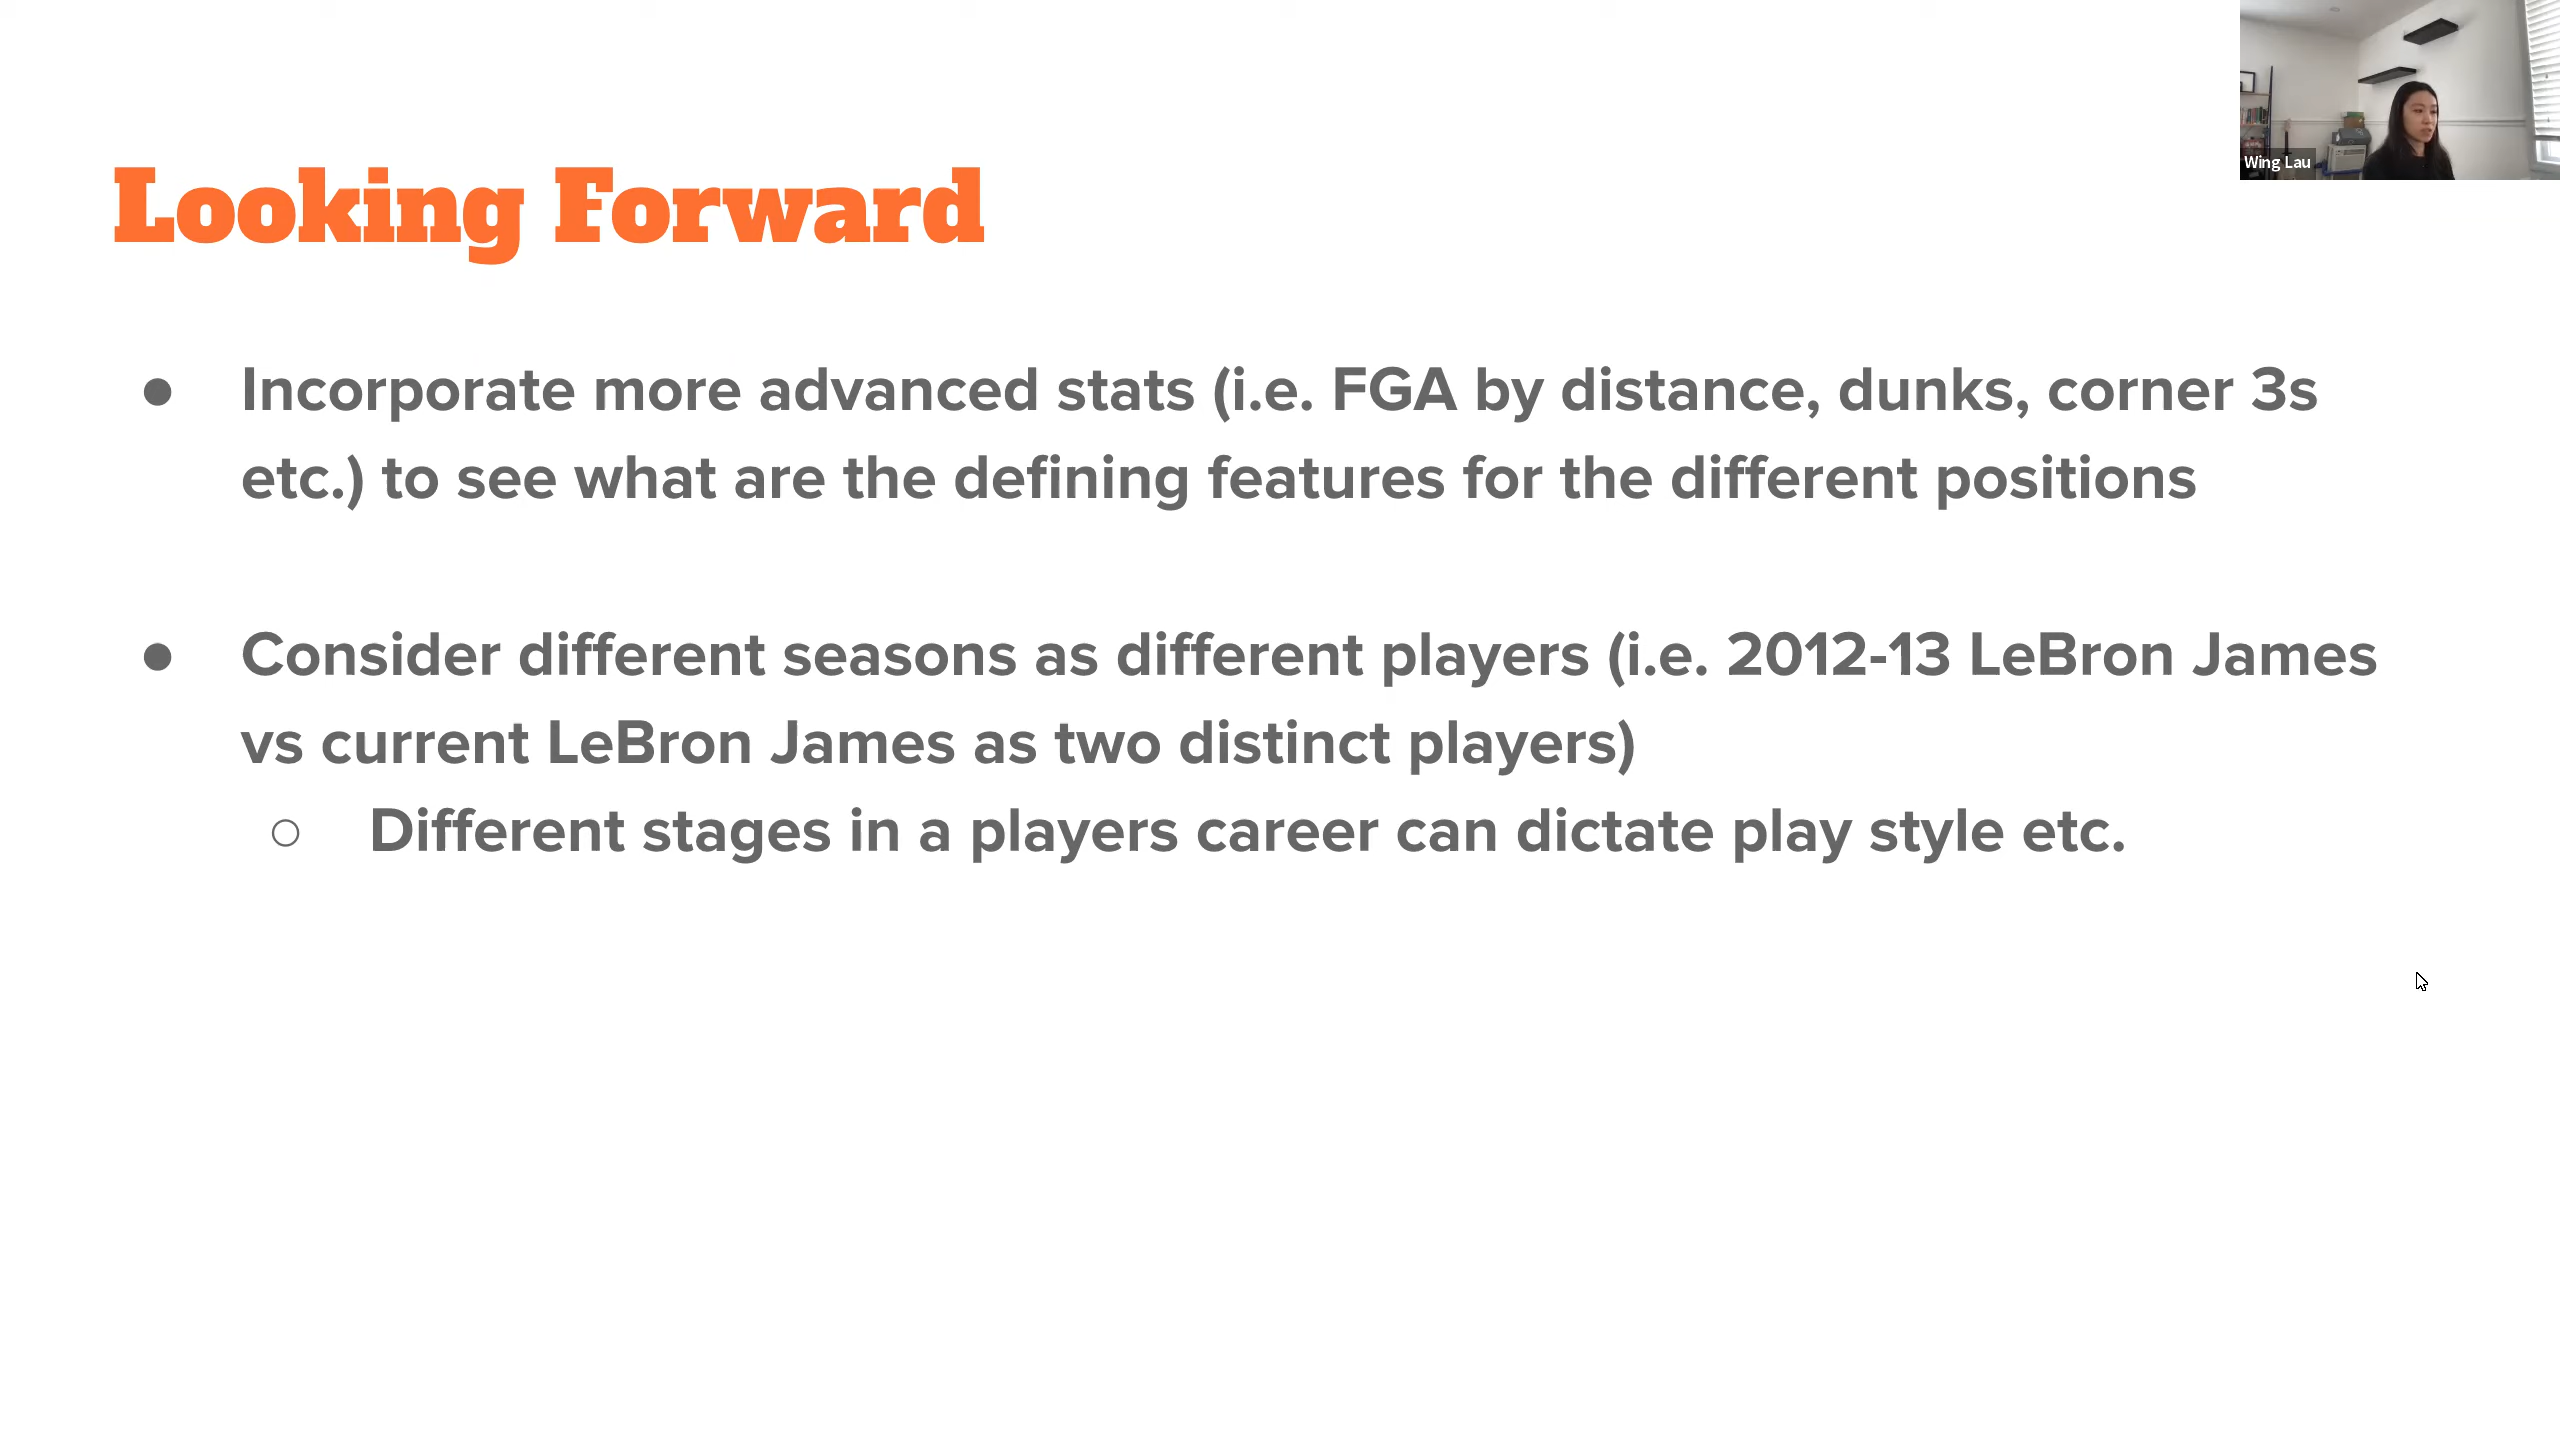 Wing Lau
Looking Forward
● Incorporate more advanced stats (i.e. FGA by distance, dunks, corner 3s
etc.) to see what are the defining features for the different positions
● Consider different seasons as different players (i.e. 2012-13 LeBron James
vs current LeBron James as two distinct players)
○ Different stages in a players career can dictate play style etc.